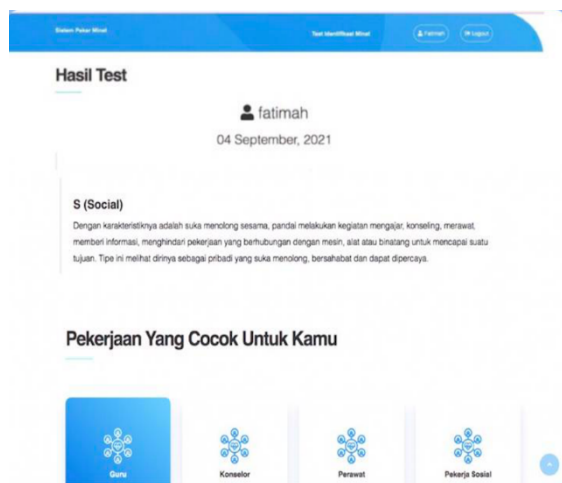 Sistem Pakar Minat
Test Identifikasi Minat
Fatimah
Logout
Hasil Test
fatimah
04 September, 2021
S (Social)
Dengan karakteristiknya adalah suka menolong sesama, pandai melakukan kegiatan mengajar, konseling, merawat,
memberi informasi, menghindari pekerjaan yang berhubungan dengan mesin, alat atau binatang untuk mencapai suatu
tujuan. Tipe ini melihat dirinya sebagai pribadi yang suka menolong, bersahabat dan dapat dipercaya.
Pekerjaan Yang Cocok Untuk Kamu
Guru
Konselor
Perawat
Pekerja Sosial